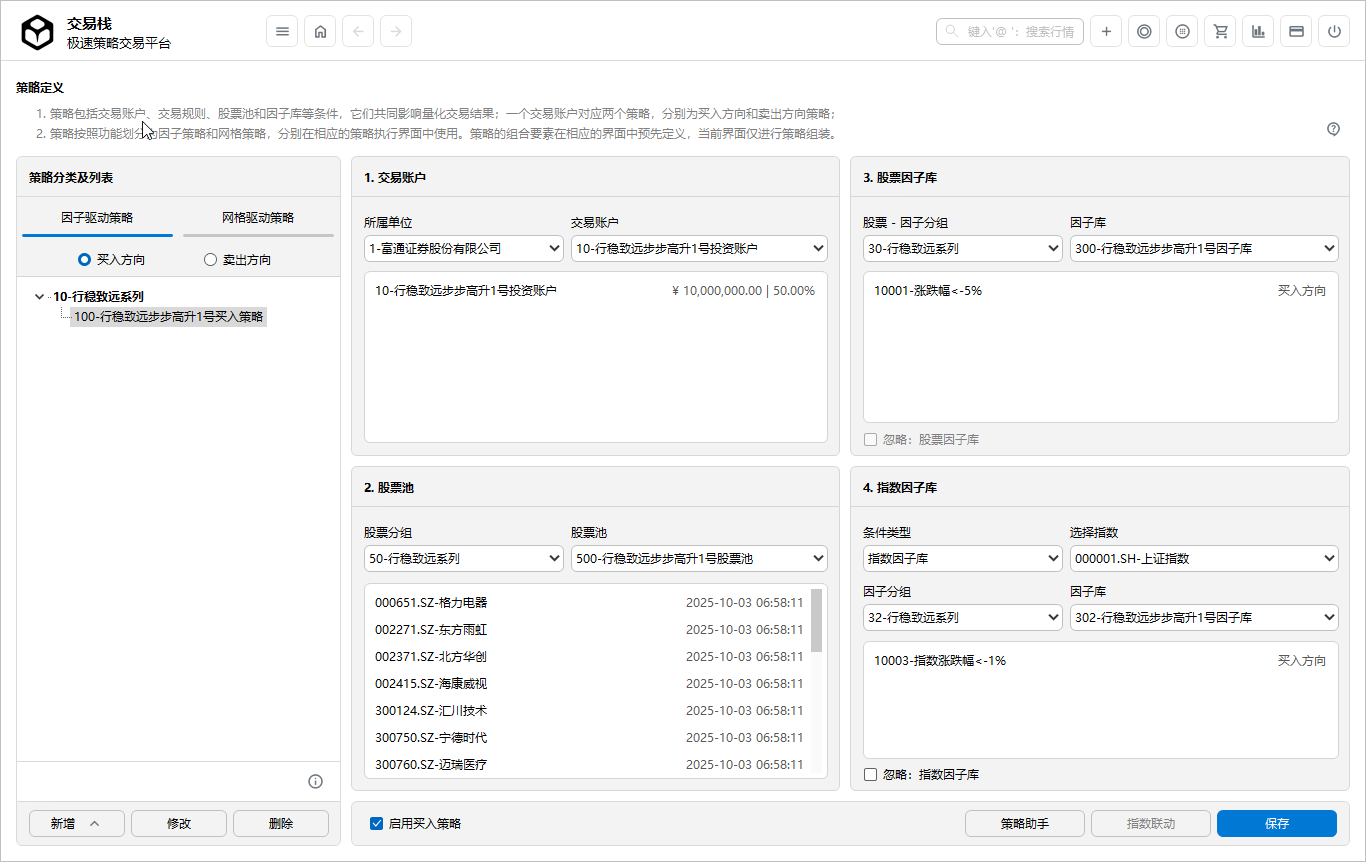 交易栈
极速策略交易平台
键入'@ '：搜索行情
策略定义
1. 策略包括交易账户、交易规则、股票池和因子库等条件，它们共同影响量化交易结果；一个交易账户对应两个策略，分别为买入方向和卖出方向策略；
2. 策略按照功能划分为因子策略和网格策略，分别在相应的策略执行界面中使用。策略的组合要素在相应的界面中预先定义，当前界面仅进行策略组装。
策略分类及列表
因子驱动策略 网格驱动策略
买入方向 卖出方向
10-行稳致远系列
100-行稳致远步步高升1号买入策略
新增 修改 删除
1. 交易账户
所属单位 交易账户
1-富通证券股份有限公司 10-行稳致远步步高升1号投资账户
10-行稳致远步步高升1号投资账户 ¥ 10,000,000.00 | 50.00%
2. 股票池
股票分组 股票池
50-行稳致远系列 500-行稳致远步步高升1号股票池
000651.SZ-格力电器 2025-10-03 06:58:11
002271.SZ-东方雨虹 2025-10-03 06:58:11
002371.SZ-北方华创 2025-10-03 06:58:11
002415.SZ-海康威视 2025-10-03 06:58:11
300124.SZ-汇川技术 2025-10-03 06:58:11
300750.SZ-宁德时代 2025-10-03 06:58:11
300760.SZ-迈瑞医疗 2025-10-03 06:58:11
3. 股票因子库
股票 - 因子分组 因子库
30-行稳致远系列 300-行稳致远步步高升1号因子库
10001-涨跌幅<-5% 买入方向
忽略：股票因子库
4. 指数因子库
条件类型 选择指数
指数因子库 000001.SH-上证指数
因子分组 因子库
32-行稳致远系列 302-行稳致远步步高升1号因子库
10003-指数涨跌幅<-1% 买入方向
忽略：指数因子库
启用买入策略 策略助手 指数联动 保存